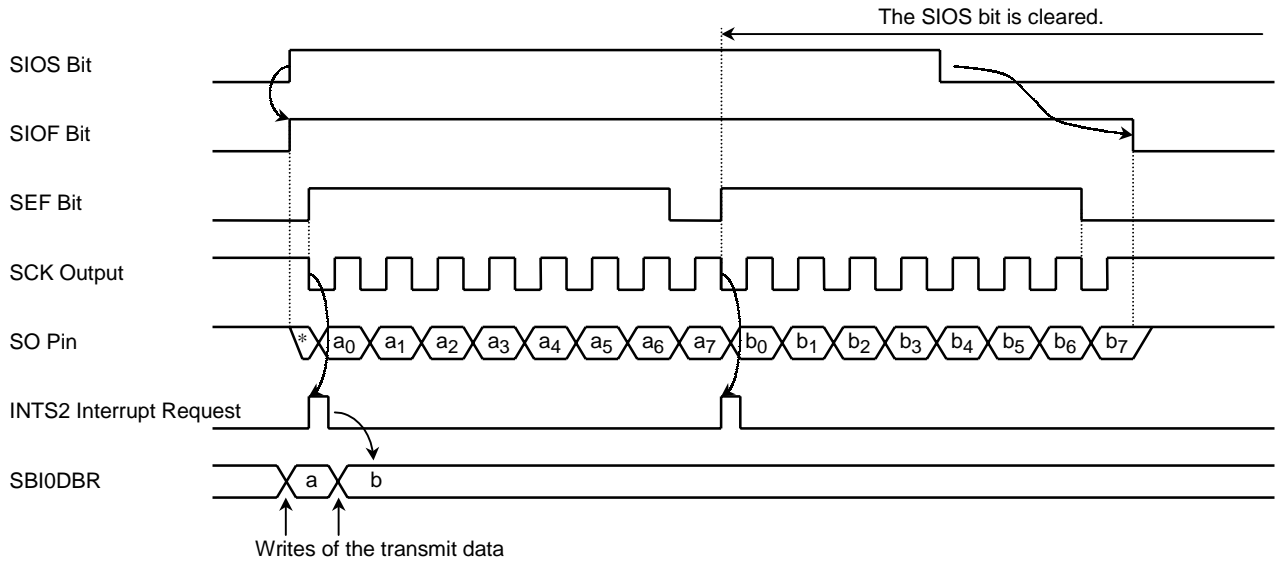 The SIOS bit is cleared.
SIOS Bit
SIOF Bit
SEF Bit
SCK Output
SO Pin * a0 a1 a2 a3 a4 a5 a6 a7 b0 b1 b2 b3 b4 b5 b6 b7
INTS2 Interrupt Request
SBI0DBR a b
Writes of the transmit data